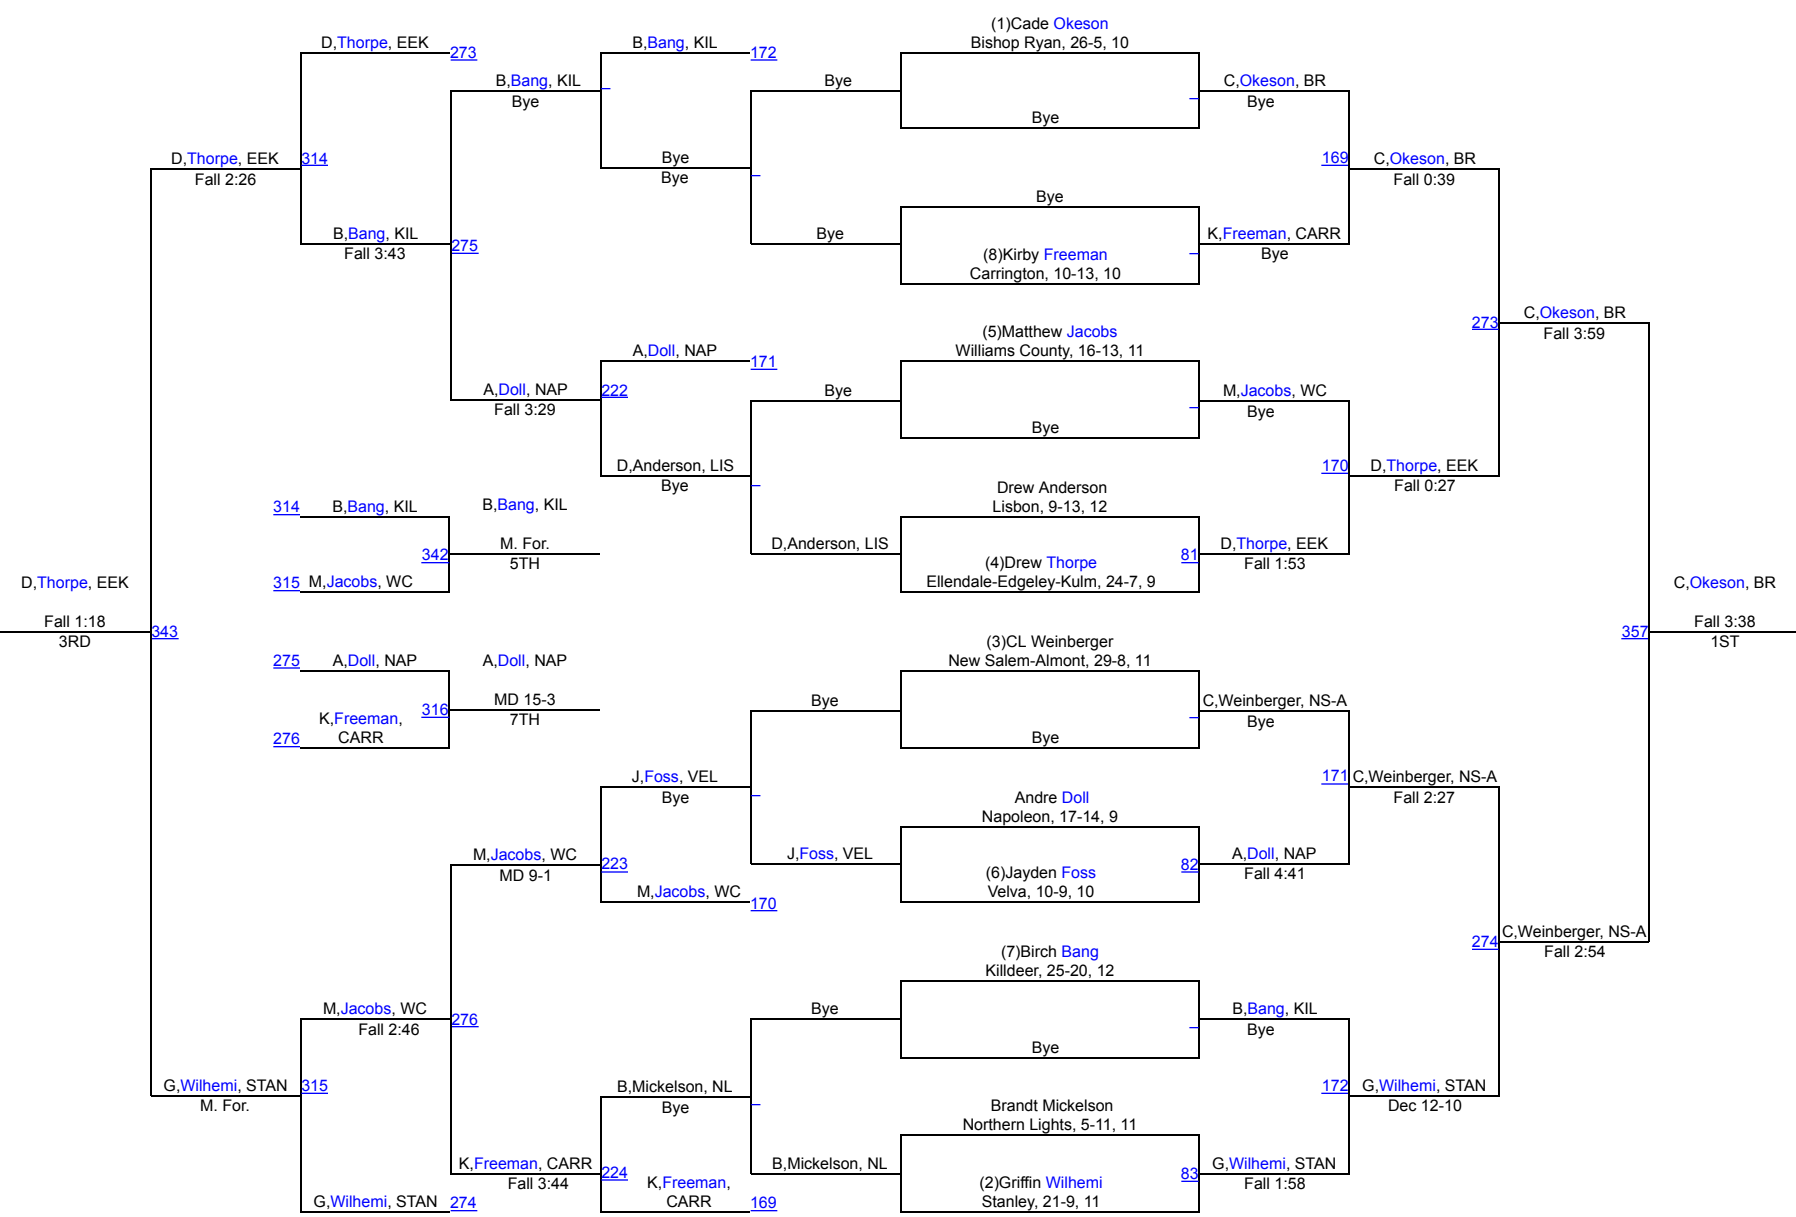 (1)Cade Okeson
D,Thorpe, EEK
273
B,Bang, KIL
172
Bishop Ryan, 26-5, 10
B,Bang, KIL
Bye
Bye
C,Okeson, BR
Bye
Bye
D,Thorpe, EEK
Fall 2:26
314
Bye
Bye
169
C,Okeson, BR
Fall 0:39
Bye
B,Bang, KIL
Fall 3:43
275
Bye
(8)Kirby Freeman
Carrington, 10-13, 10
K,Freeman, CARR
Bye
273
C,Okeson, BR
Fall 3:59
(5)Matthew Jacobs
A,Doll, NAP
171
Williams County, 16-13, 11
A,Doll, NAP
Fall 3:29
222
Bye
M,Jacobs, WC
Bye
Bye
D,Anderson, LIS
Bye
170
D,Thorpe, EEK
Fall 0:27
Drew Anderson
Lisbon, 9-13, 12
314
B,Bang, KIL
B,Bang, KIL
342
M. For.
5TH
D,Anderson, LIS
81
D,Thorpe, EEK
Fall 1:53
(4)Drew Thorpe
Ellendale-Edgeley-Kulm, 24-7, 9
315
M,Jacobs, WC
D,Thorpe, EEK
C,Okeson, BR
Fall 1:18
3RD
343
357
Fall 3:38
1ST
(3)CL Weinberger
New Salem-Almont, 29-8, 11
275
A,Doll, NAP
A,Doll, NAP
316
MD 15-3
7TH
Bye
C,Weinberger, NS-A
Bye
276
K,Freeman,
CARR
Bye
J,Foss, VEL
Bye
171
C,Weinberger, NS-A
Fall 2:27
Andre Doll
Napoleon, 17-14, 9
M,Jacobs, WC
MD 9-1
223
J,Foss, VEL
82
A,Doll, NAP
Fall 4:41
(6)Jayden Foss
Velva, 10-9, 10
M,Jacobs, WC
170
274
C,Weinberger, NS-A
Fall 2:54
(7)Birch Bang
Killdeer, 25-20, 12
M,Jacobs, WC
Fall 2:46
276
Bye
B,Bang, KIL
Bye
Bye
G,Wilhemi, STAN
M. For.
315
B,Mickelson, NL
Bye
172
G,Wilhemi, STAN
Dec 12-10
Brandt Mickelson
Northern Lights, 5-11, 11
K,Freeman, CARR
Fall 3:44
224
B,Mickelson, NL
83
G,Wilhemi, STAN
Fall 1:58
(2)Griffin Wilhemi
Stanley, 21-9, 11
G,Wilhemi, STAN
274
K,Freeman,
CARR
169